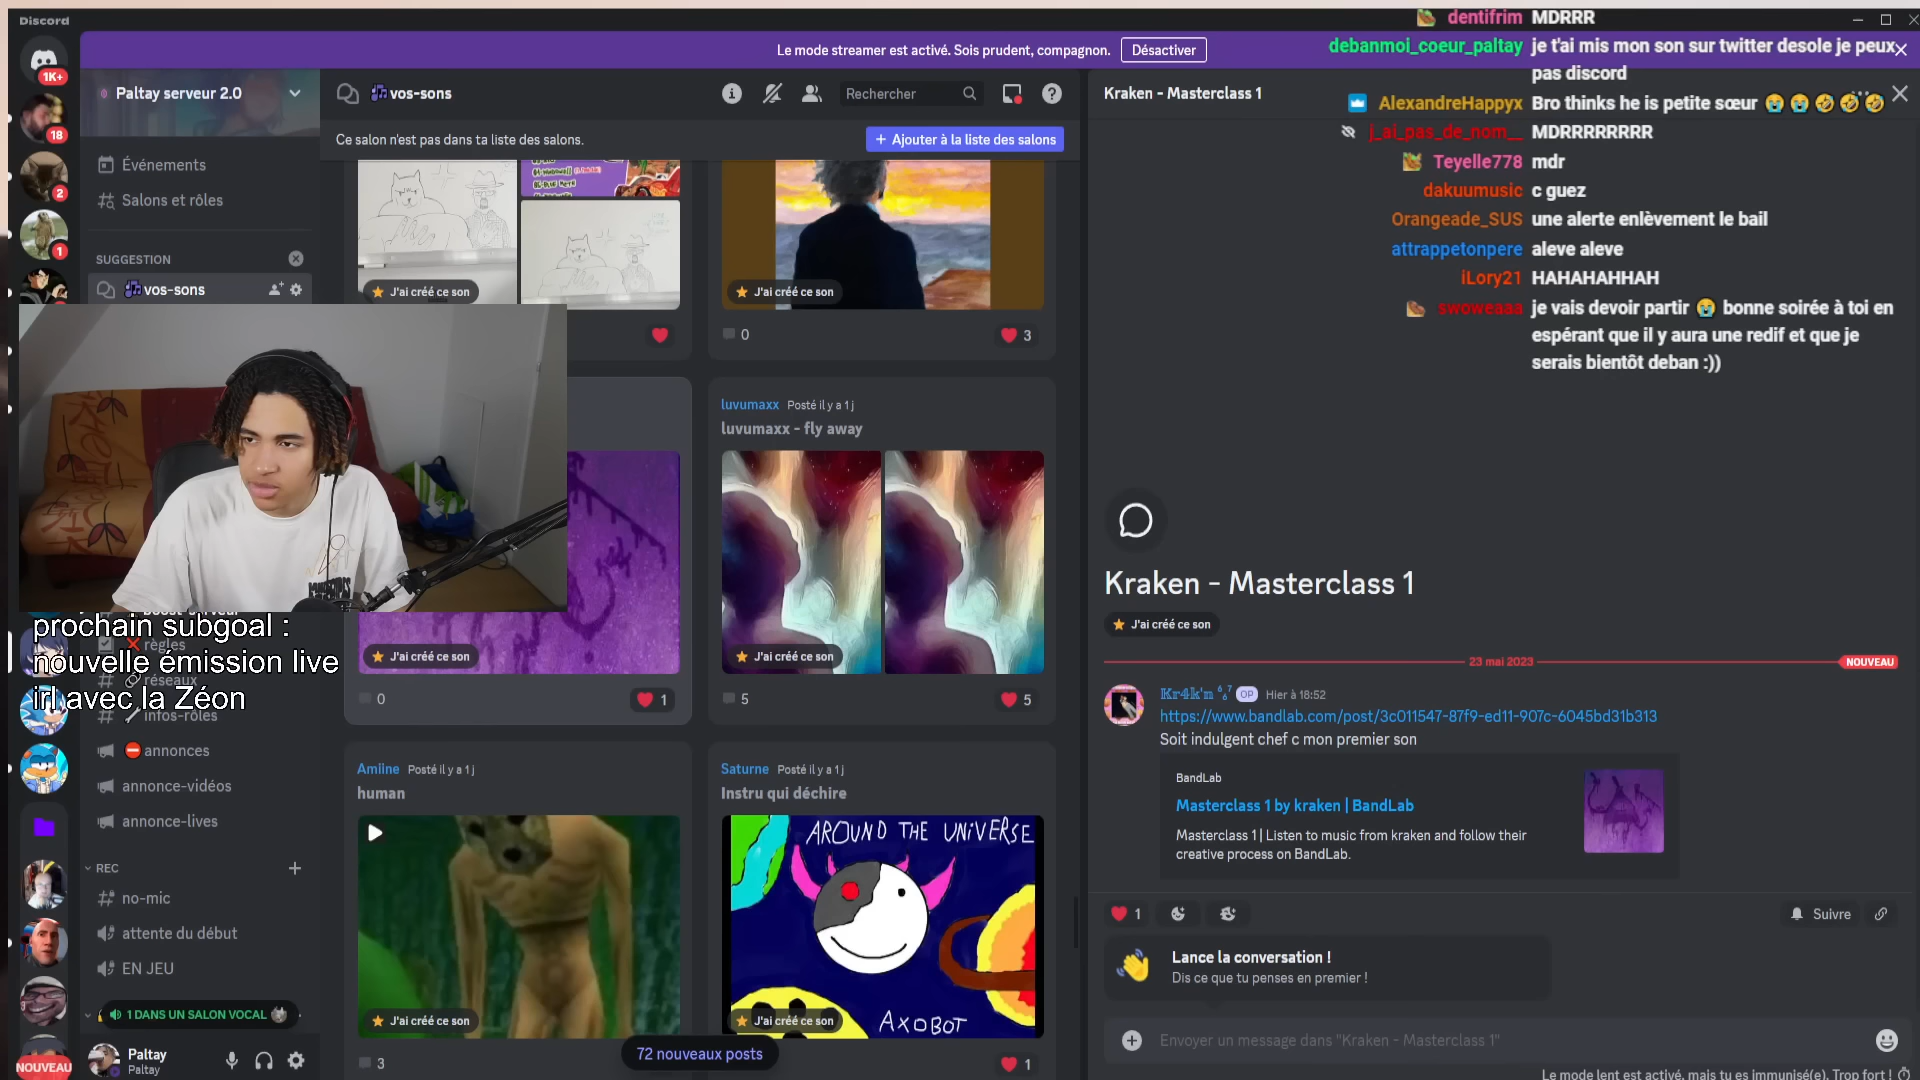 Discord
Le mode streamer est activé. Sois prudent, compagnon.
Désactiver
dentifrim MDRRR
debanmoi_coeur_paltay je t'ai mis mon son sur twitter desole je peux
pas discord
AlexandreHappyx Bro thinks he is petite sœur 😭 😭 🤣 🤣 🤣
j_ai_pas_de_nom__ MDRRRRRRRR
Teyelle778 mdr
dakuumusic c guez
Orangeade_SUS une alerte enlèvement le bail
attrappetonpere aleve aleve
iLory21 HAHAHAHHAH
swoweaaa je vais devoir partir 😭 bonne soirée à toi en
espérant que il y aura une redif et que je
serais bientôt deban :))
1K+
18
2
1
Paltay serveur 2.0
Événements
Salons et rôles
SUGGESTION
vos-sons
prochain subgoal :
nouvelle émission live
irl avec la Zéon
boost-serveur
règles
réseaux
infos-rôles
annonces
annonce-vidéos
annonce-lives
REC
no-mic
attente du début
EN JEU
1 DANS UN SALON VOCAL
NOUVEAU
Paltay
Paltay
vos-sons
Rechercher
Ce salon n'est pas dans ta liste des salons.
+ Ajouter à la liste des salons
J'ai créé ce son
J'ai créé ce son
0
3
luvumaxx Posté il y a 1 j
luvumaxx - fly away
J'ai créé ce son
J'ai créé ce son
0
1
5
5
Amiine Posté il y a 1 j
human
Saturne Posté il y a 1 j
Instru qui déchire
AROUND THE UNIVERSE
AXOBOT
J'ai créé ce son
J'ai créé ce son
72 nouveaux posts
3
1
Kraken - Masterclass 1
Kraken - Masterclass 1
J'ai créé ce son
23 mai 2023
NOUVEAU
𝕂𝕣𝟜𝕜'𝕟 ⁶₆⁷ OP Hier à 18:52
https://www.bandlab.com/post/3c011547-87f9-ed11-907c-6045bd31b313
Soit indulgent chef c mon premier son
BandLab
Masterclass 1 by kraken | BandLab
Masterclass 1 | Listen to music from kraken and follow their
creative process on BandLab.
1
Suivre
Lance la conversation !
Dis ce que tu penses en premier !
Envoyer un message dans "Kraken - Masterclass 1"
Le mode lent est activé, mais tu es immunisé(e). Trop fort !